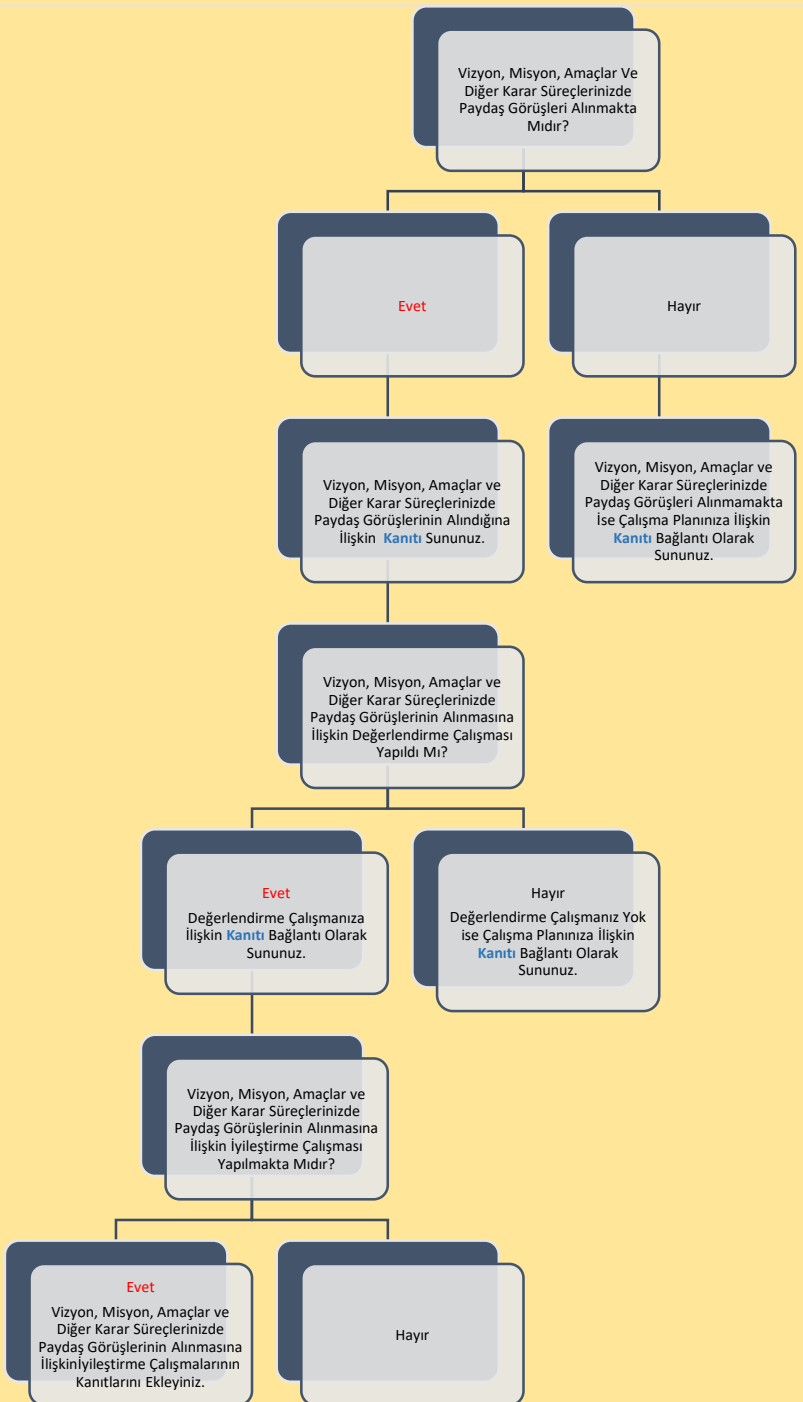 Vizyon, Misyon, Amaçlar Ve
Diğer Karar Süreçlerinizde
Paydaş Görüşleri Alınmakta
Mıdır?
Evet
Hayır
Vizyon, Misyon, Amaçlar ve
Diğer Karar Süreçlerinizde
Paydaş Görüşlerinin Alındığına
İlişkin Kanıtı Sununuz.
Vizyon, Misyon, Amaçlar ve
Diğer Karar Süreçlerinizde
Paydaş Görüşleri Alınmamakta
İse Çalışma Planınıza İlişkin
Kanıtı Bağlantı Olarak
Sununuz.
Vizyon, Misyon, Amaçlar ve
Diğer Karar Süreçlerinizde
Paydaş Görüşlerinin Alınmasına
İlişkin Değerlendirme Çalışması
Yapıldı Mı?
Evet
Değerlendirme Çalışmanıza
İlişkin Kanıtı Bağlantı Olarak
Sununuz.
Hayır
Değerlendirme Çalışmanız Yok
ise Çalışma Planınıza İlişkin
Kanıtı Bağlantı Olarak
Sununuz.
Vizyon, Misyon, Amaçlar ve
Diğer Karar Süreçlerinizde
Paydaş Görüşlerinin Alınmasına
İlişkin İyileştirme Çalışması
Yapılmakta Mıdır?
Evet
Vizyon, Misyon, Amaçlar ve
Diğer Karar Süreçlerinizde
Paydaş Görüşlerinin Alınmasına
İlişkinİyileştirme Çalışmalarının
Kanıtlarını Ekleyiniz.
Hayır